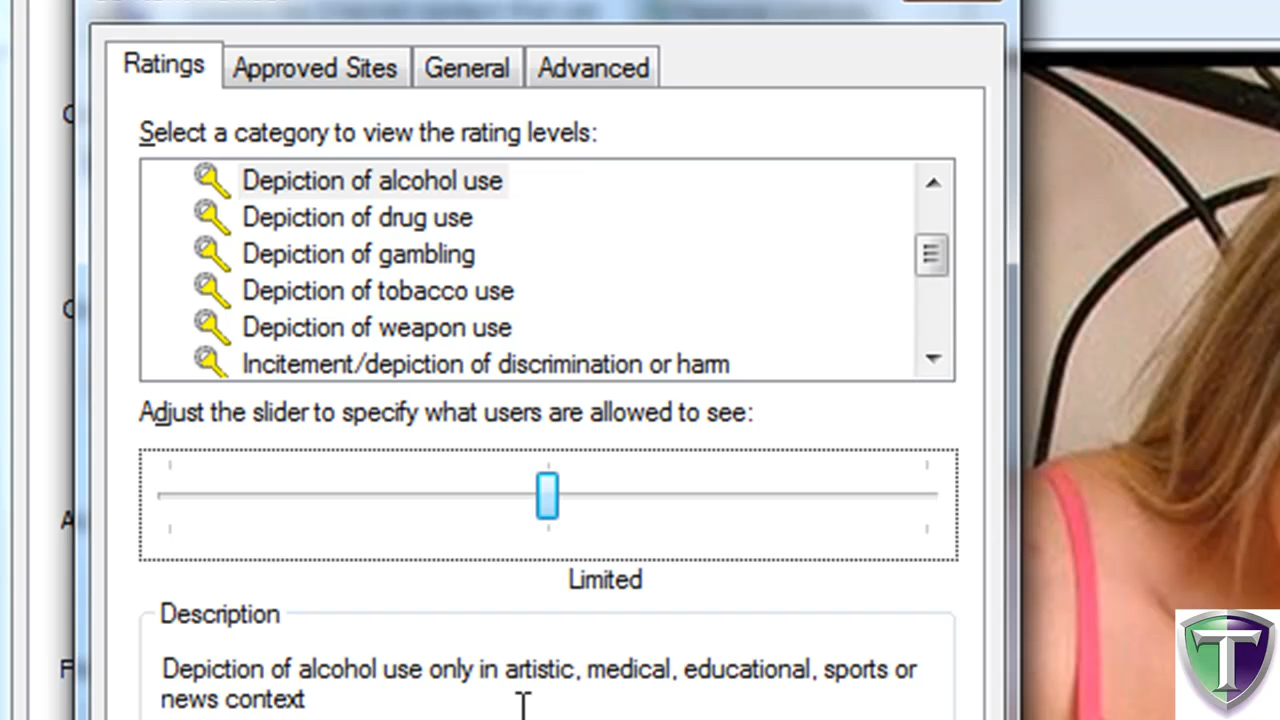 Ratings
Approved Sites
General
Advanced
Select a category to view the rating levels:
Depiction of alcohol use
Depiction of drug use
Depiction of gambling
Depiction of tobacco use
Depiction of weapon use
Incitement/depiction of discrimination or harm
Adjust the slider to specify what users are allowed to see:
Limited
Description
Depiction of alcohol use only in artistic, medical, educational, sports or
news context
T